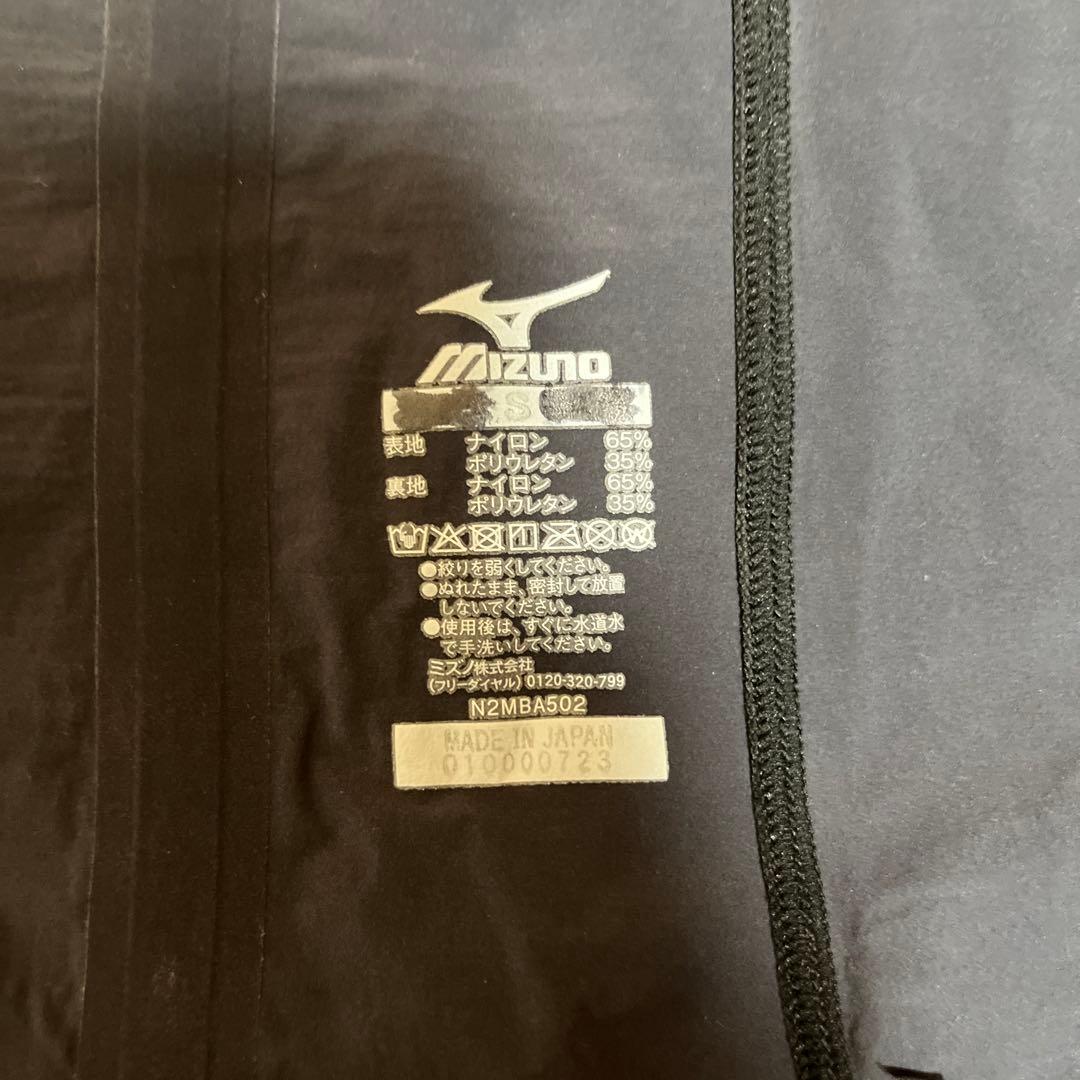 MIZUNO
S
表地 ナイロン 65%
ポリウレタン 35%
裏地 ナイロン 65%
ポリウレタン 35%
●絞りを弱くしてください。
●ぬれたまま、密封して放置
しないでください。
●使用後は、すぐに水道水
で手洗いしてください。
ミズノ株式会社
(フリーダイヤル) 0120-320-799
N2MBA502
MADE IN JAPAN
010000723